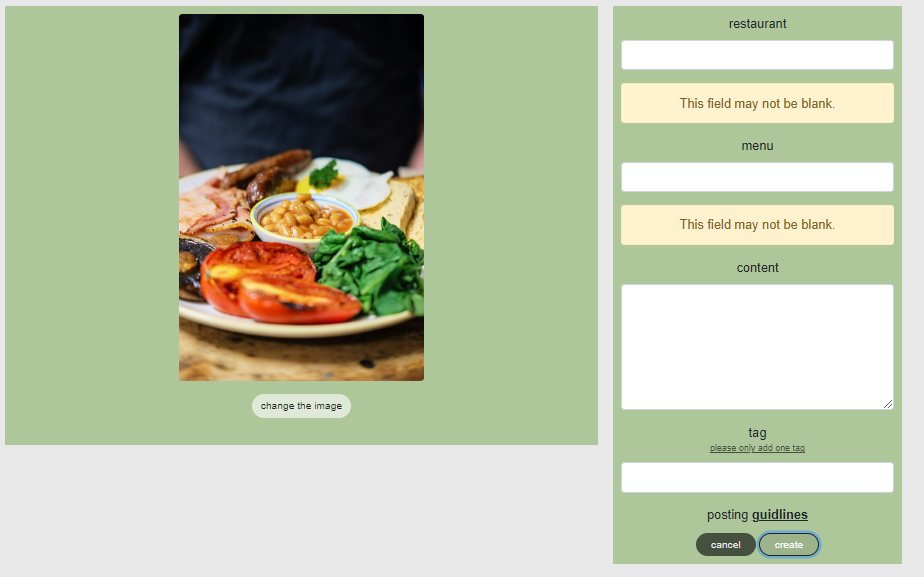 change the image
restaurant
This field may not be blank.
menu
This field may not be blank.
content
tag
please only add one tag
posting guidlines
cancel create